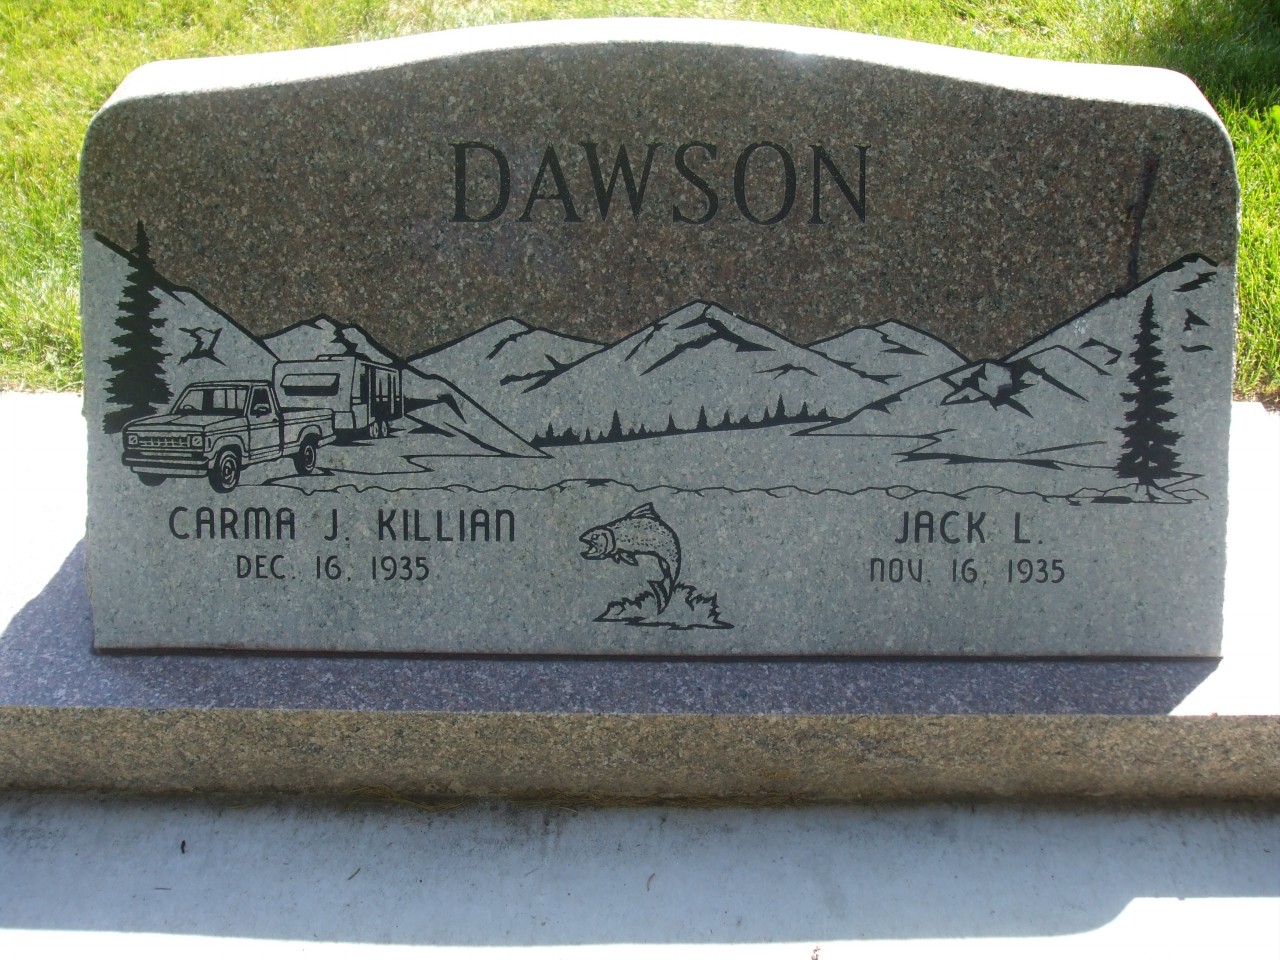 DAWSON
CARMA J. KILLIAN
DEC. 16, 1935
JACK L.
NOV. 16, 1935